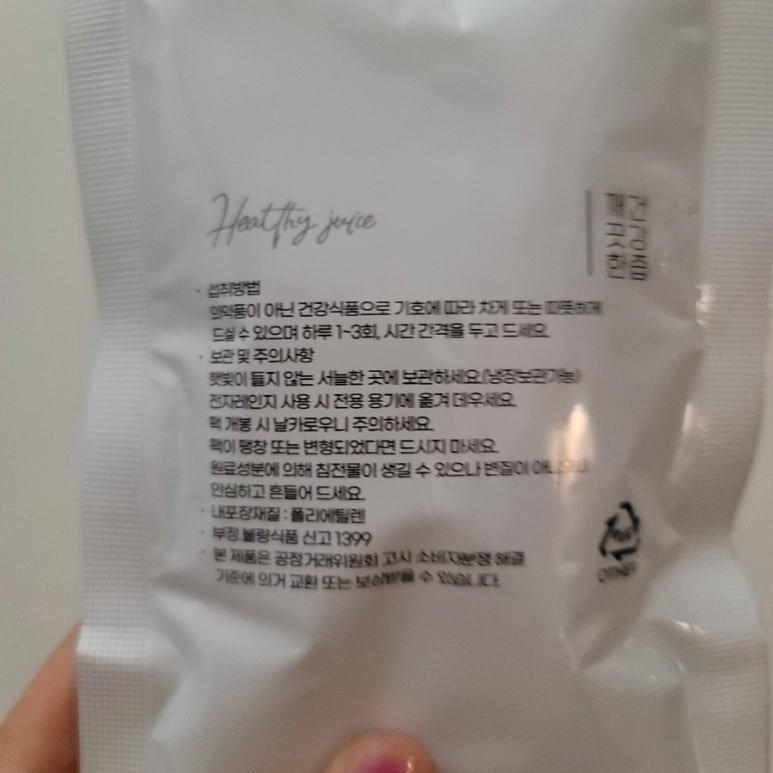 Healthy juice
깨끗한
건강즙
· 섭취방법
의약품이 아닌 건강식품으로 기호에 따라 차게 또는 따뜻하게
드실 수 있으며 하루 1~3회, 시간 간격을 두고 드세요.
· 보관 및 주의사항
햇빛이 들지 않는 서늘한 곳에 보관하세요.(냉장보관가능)
전자레인지 사용 시 전용 용기에 옮겨 데우세요.
팩 개봉 시 날카로우니 주의하세요.
팩이 팽창 또는 변형되었다면 드시지 마세요.
원료성분에 의해 침전물이 생길 수 있으나 변질이 아니오니
안심하고 흔들어 드세요.
· 내포장재질 : 폴리에틸렌
· 부정,불량식품 신고 1399
· 본 제품은 공정거래위원회 고시 소비자분쟁 해결
기준에 의거 교환 또는 보상받을 수 있습니다.
OTHER